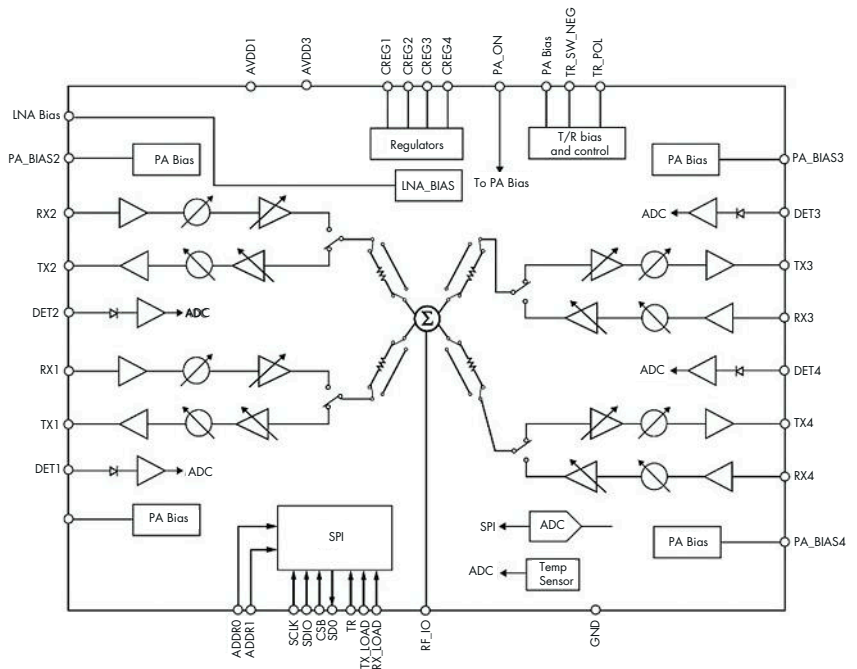 AVDD1
AVDD3
CREG1
CREG2
CREG3
CREG4
PA_ON
PA Bias
TR_SW_NEG
TR_POL
LNA Bias
Regulators
T/R bias
and control
PA_BIAS2
PA Bias
PA Bias
PA_BIAS3
LNA_BIAS
To PA Bias
RX2
ADC
DET3
TX2
TX3
DET2
ADC
Σ
RX3
RX1
ADC
DET4
TX1
TX4
DET1
ADC
RX4
PA Bias
SPI
SPI
ADC
PA Bias
PA_BIAS4
ADC
Temp
Sensor
ADDR0
ADDR1
SCLK
SDIO
CSB
SD0
TR
TX_LOAD
RX_LOAD
RF_IO
GND